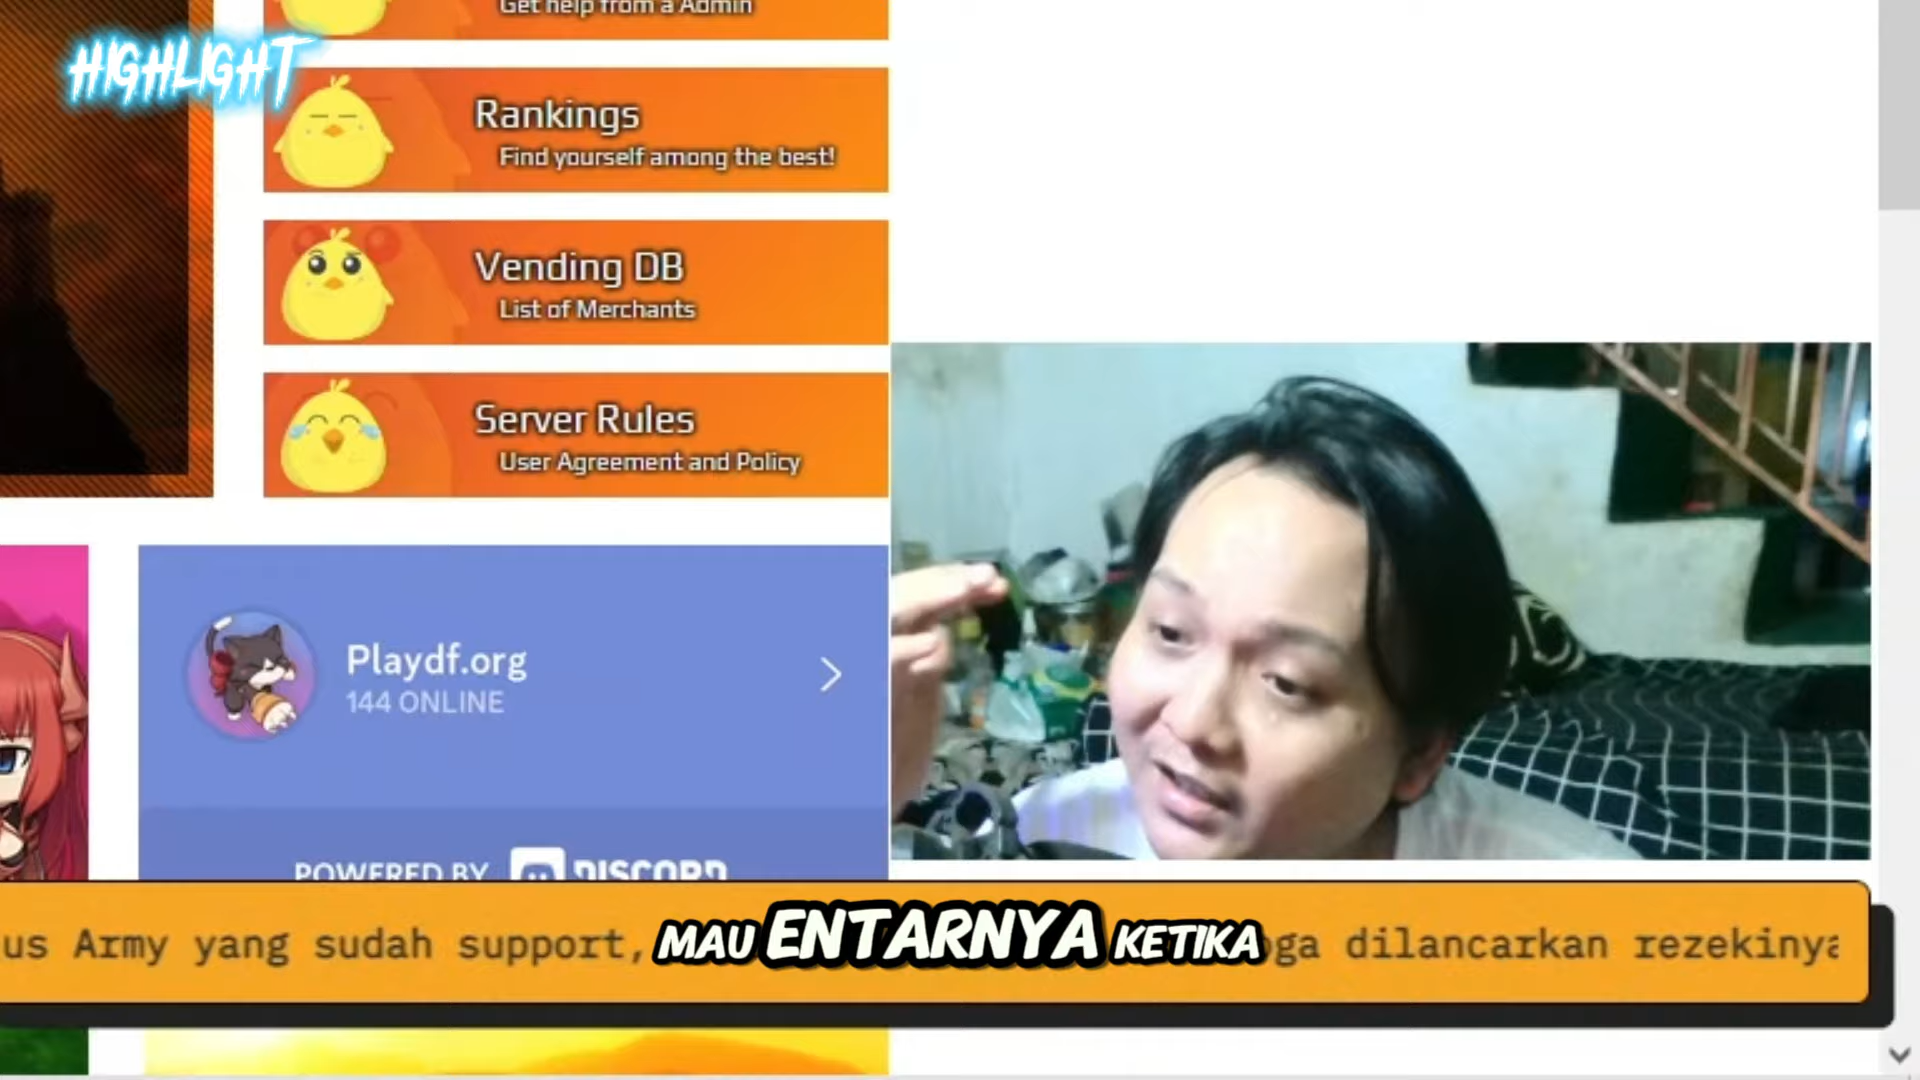 Get help from a Admin
HIGHLIGHT
Rankings
Find yourself among the best!
Vending DB
List of Merchants
Server Rules
User Agreement and Policy
Playdf.org
144 ONLINE
POWERED BY DISCORD
us Army yang sudah support, oga dilancarkan rezekinya
MAU ENTARNYA KETIKA